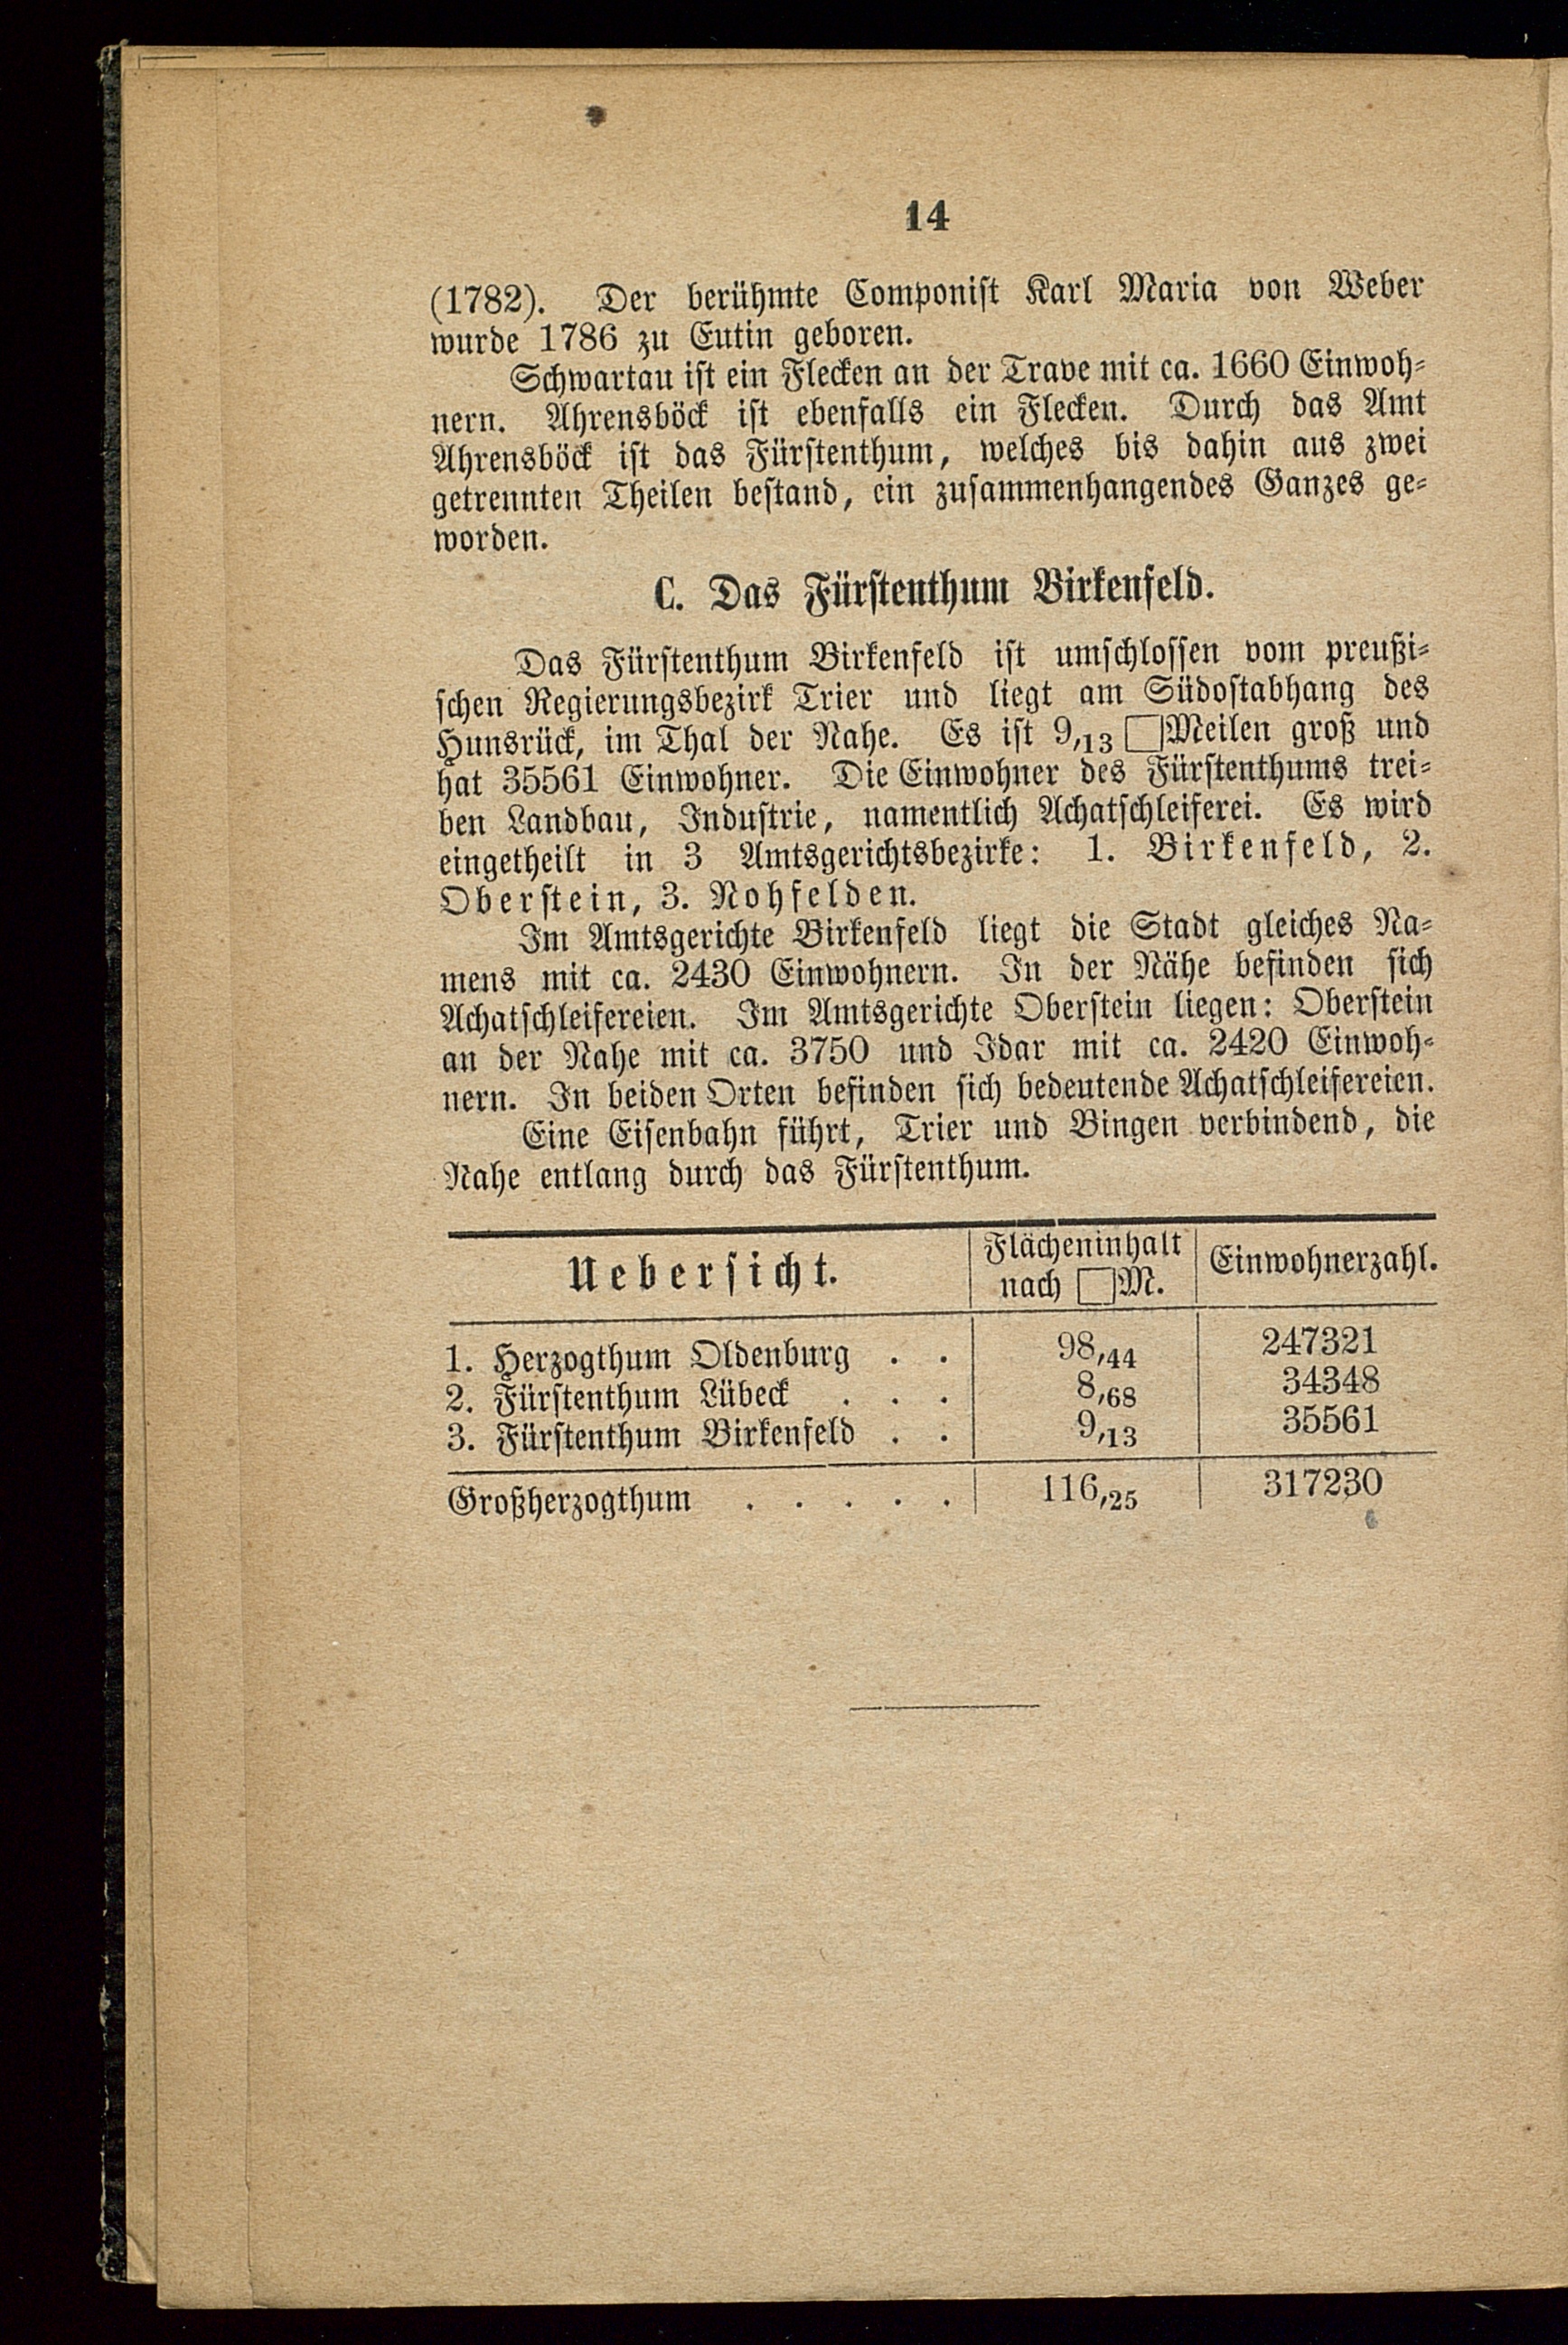 14
(1782). Der berühmte Componist Karl Maria von Weber
wurde 1786 zu Eutin geboren.
Schwartau ist ein Flecken an der Trave mit ca. 1660 Einwoh-
nern. Ahrensböck ist ebenfalls ein Flecken. Durch das Amt
Ahrensböck ist das Fürstenthum, welches bis dahin aus zwei
getrennten Theilen bestand, ein zusammenhangendes Ganzes ge-
worden.
C. Das Fürstenthum Birkenfeld.
Das Fürstenthum Birkenfeld ist umschlossen vom preußi-
schen Regierungsbezirk Trier und liegt am Südostabhang des
Hunsrück, im Thal der Nahe. Es ist 9,13 □Meilen groß und
hat 35561 Einwohner. Die Einwohner des Fürstenthums trei-
ben Landbau, Industrie, namentlich Achatschleiferei. Es wird
eingetheilt in 3 Amtsgerichtsbezirke: 1. Birkenfeld, 2.
Oberstein, 3. Nohfelden.
Im Amtsgerichte Birkenfeld liegt die Stadt gleiches Na-
mens mit ca. 2430 Einwohnern. In der Nähe befinden sich
Achatschleifereien. Im Amtsgerichte Oberstein liegen: Oberstein
an der Nahe mit ca. 3750 und Idar mit ca. 2420 Einwoh-
nern. In beiden Orten befinden sich bedeutende Achatschleifereien.
Eine Eisenbahn führt, Trier und Bingen verbindend, die
Nahe entlang durch das Fürstenthum.
Uebersicht. Flächeninhalt nach □M. Einwohnerzahl.
1. Herzogthum Oldenburg . . 98,44 247321
2. Fürstenthum Lübeck . . . 8,68 34348
3. Fürstenthum Birkenfeld . . 9,13 35561
Großherzogthum . . . . . 116,25 317230